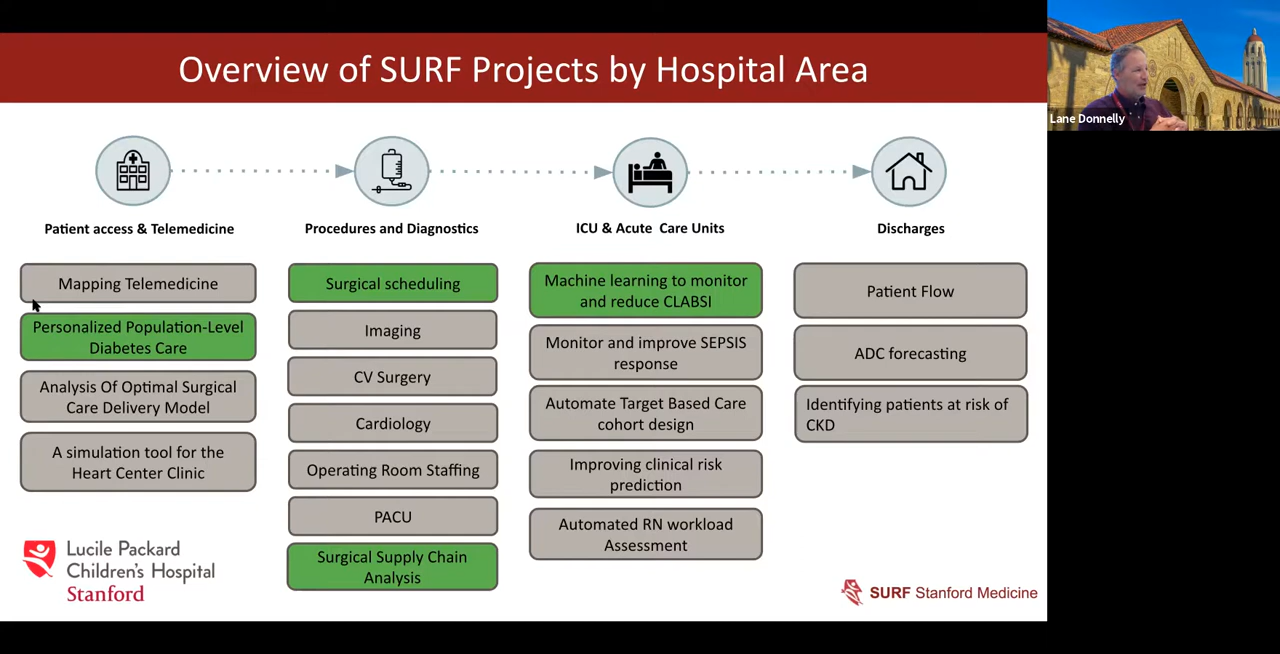 Overview of SURF Projects by Hospital Area
Lane Donnelly
Patient access & Telemedicine
Procedures and Diagnostics
ICU & Acute  Care Units
Discharges
Mapping Telemedicine
Personalized Population-Level
Diabetes Care
Analysis Of Optimal Surgical
Care Delivery Model
A simulation tool for the
Heart Center Clinic
Surgical scheduling
Imaging
CV Surgery
Cardiology
Operating Room Staffing
PACU
Surgical Supply Chain
Analysis
Machine learning to monitor
and reduce CLABSI
Monitor and improve SEPSIS
response
Automate Target Based Care
cohort design
Improving clinical risk
prediction
Automated RN workload
Assessment
Patient Flow
ADC forecasting
Identifying patients at risk of
CKD
Lucile Packard
Children's Hospital
Stanford
SURF Stanford Medicine